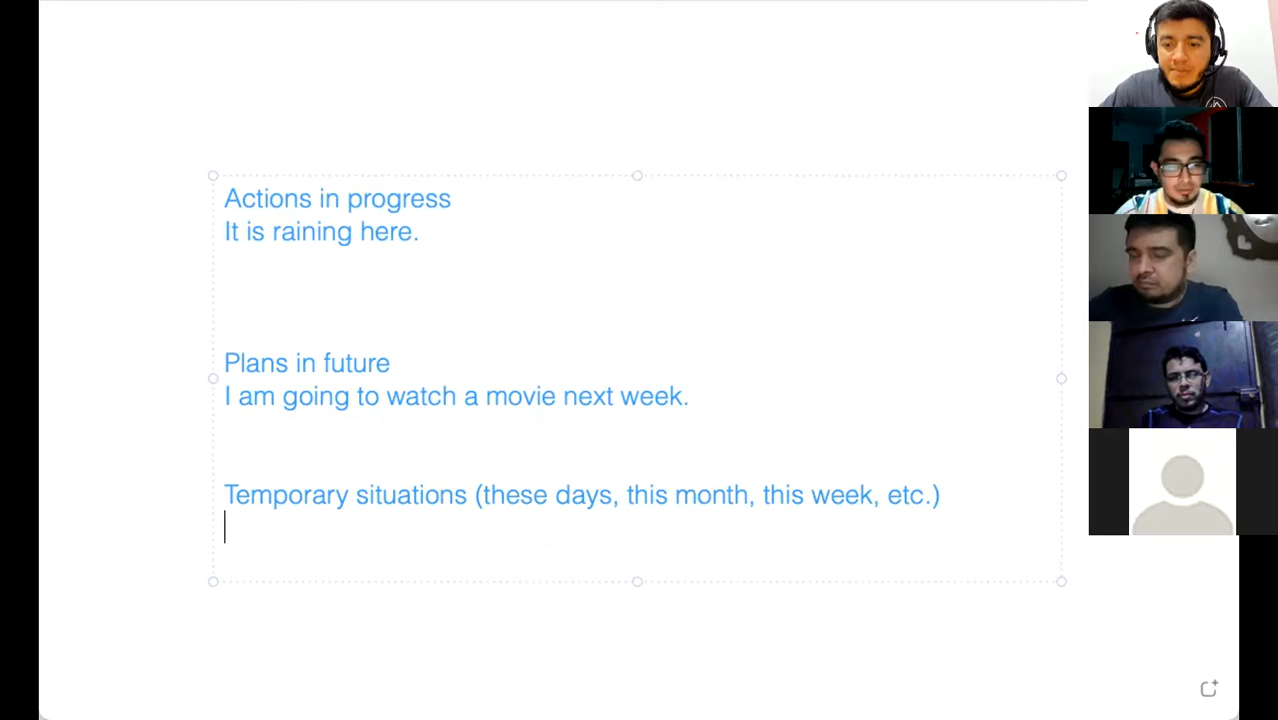 Actions in progress
It is raining here.
Plans in future
I am going to watch a movie next week.
Temporary situations (these days, this month, this week, etc.)